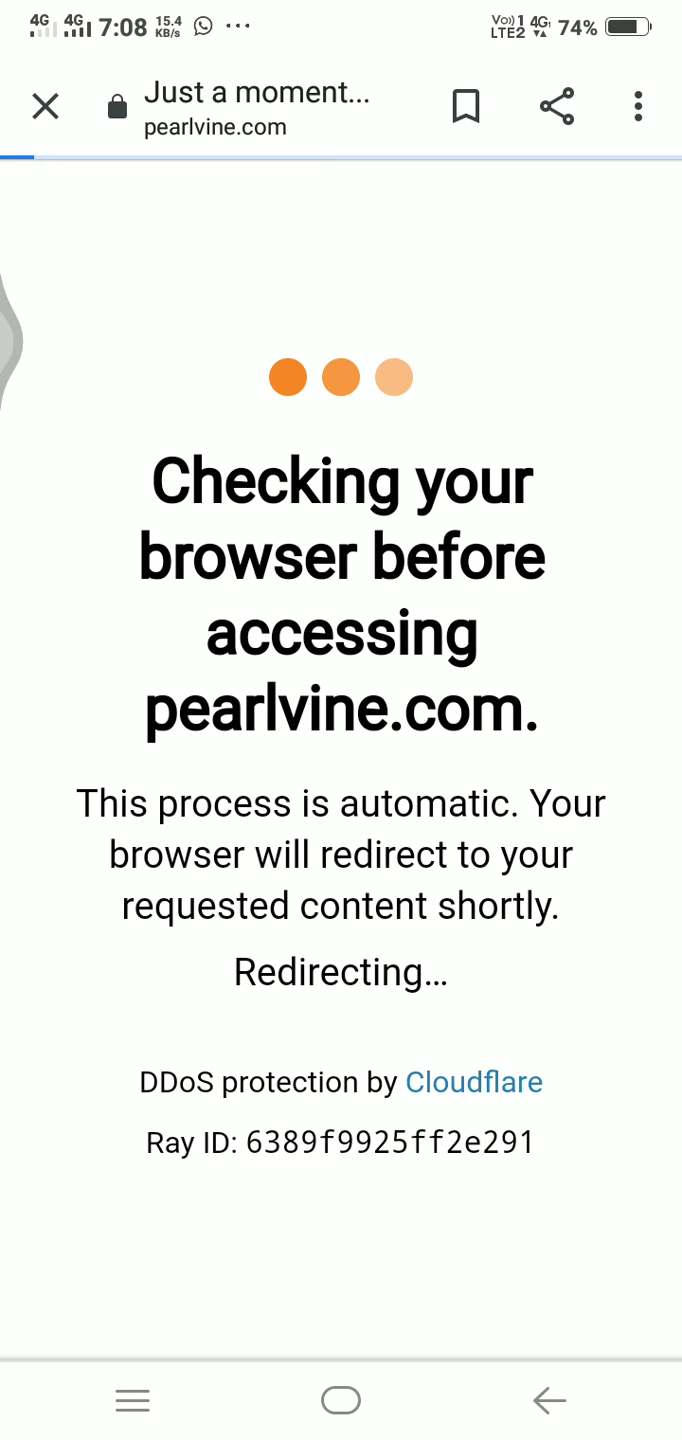 4G 4G 7:08 15.4 KB/s ... Vo)) 1 LTE2 4G 74%
Just a moment...
pearlvine.com
Checking your
browser before
accessing
pearlvine.com.
This process is automatic. Your
browser will redirect to your
requested content shortly.
Redirecting...
DDoS protection by Cloudflare
Ray ID: 6389f9925ff2e291